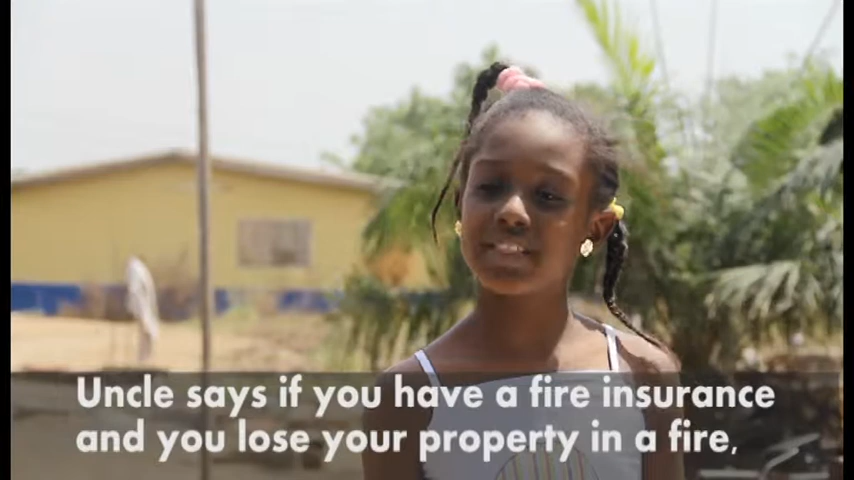 Uncle says if you have a fire insurance
and you lose your property in a fire,